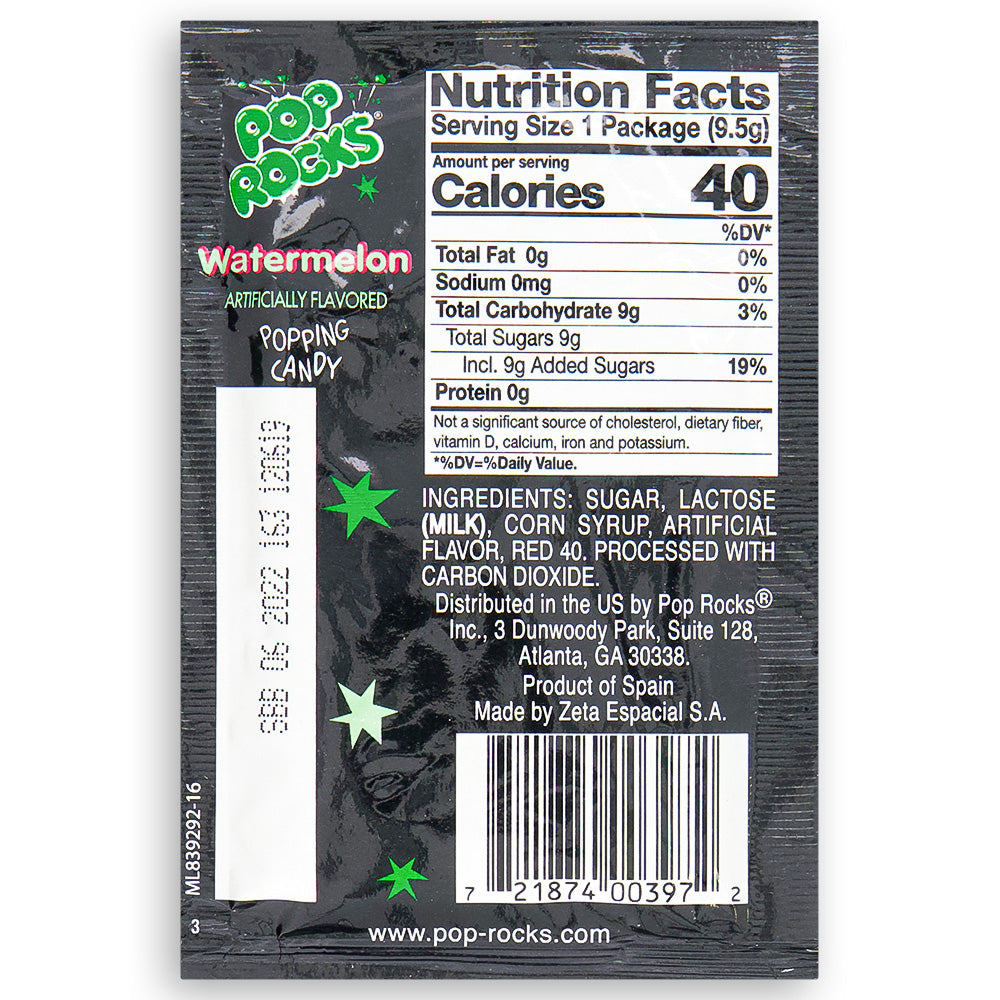 POP
ROCKS®
Watermelon
ARTIFICIALLY FLAVORED
POPPING
CANDY
Nutrition Facts
Serving Size 1 Package (9.5g)
Amount per serving
Calories 40
%DV*
Total Fat 0g 0%
Sodium 0mg 0%
Total Carbohydrate 9g 3%
Total Sugars 9g
Incl. 9g Added Sugars 19%
Protein 0g
Not a significant source of cholesterol, dietary fiber,
vitamin D, calcium, iron and potassium.
*%DV=%Daily Value.
INGREDIENTS: SUGAR, LACTOSE
(MILK), CORN SYRUP, ARTIFICIAL
FLAVOR, RED 40. PROCESSED WITH
CARBON DIOXIDE.
Distributed in the US by Pop Rocks®
Inc., 3 Dunwoody Park, Suite 128,
Atlanta, GA 30338.
Product of Spain
Made by Zeta Espacial S.A.
06 2022
ML839292-16
3
7 21874 00397 2
www.pop-rocks.com